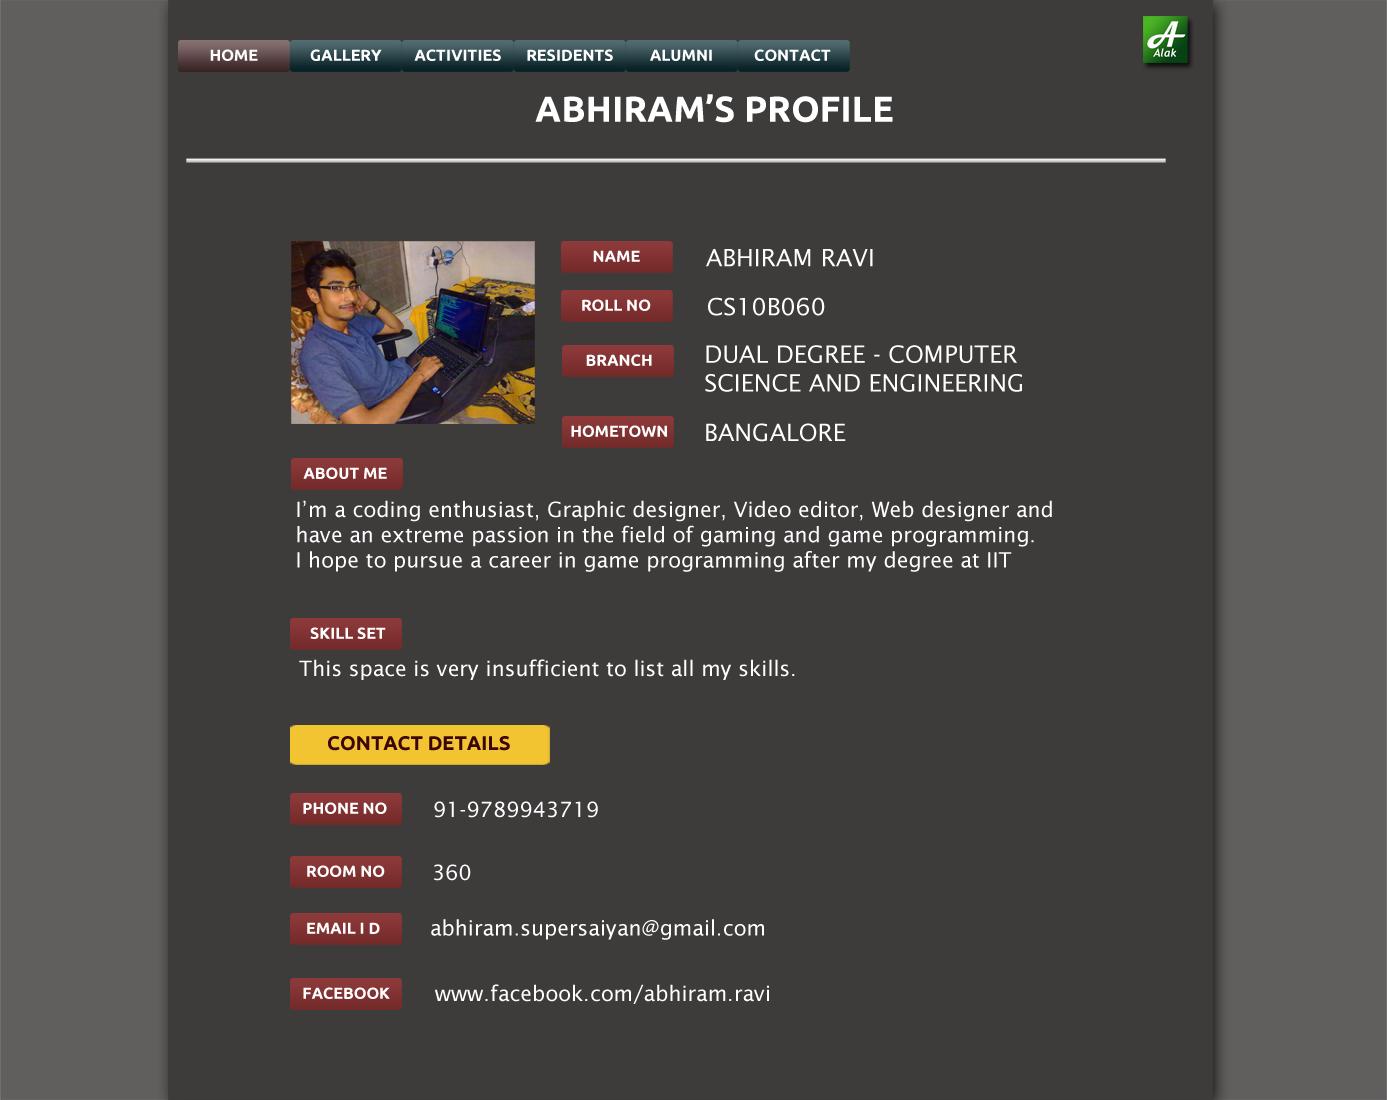 HOME GALLERY ACTIVITIES RESIDENTS ALUMNI CONTACT
A
Alak
ABHIRAM’S PROFILE
NAME ABHIRAM RAVI
ROLL NO CS10B060
BRANCH DUAL DEGREE - COMPUTER
SCIENCE AND ENGINEERING
HOMETOWN BANGALORE
ABOUT ME
I’m a coding enthusiast, Graphic designer, Video editor, Web designer and
have an extreme passion in the field of gaming and game programming.
I hope to pursue a career in game programming after my degree at IIT
SKILL SET
This space is very insufficient to list all my skills.
CONTACT DETAILS
PHONE NO 91-9789943719
ROOM NO 360
EMAIL I D abhiram.supersaiyan@gmail.com
FACEBOOK www.facebook.com/abhiram.ravi